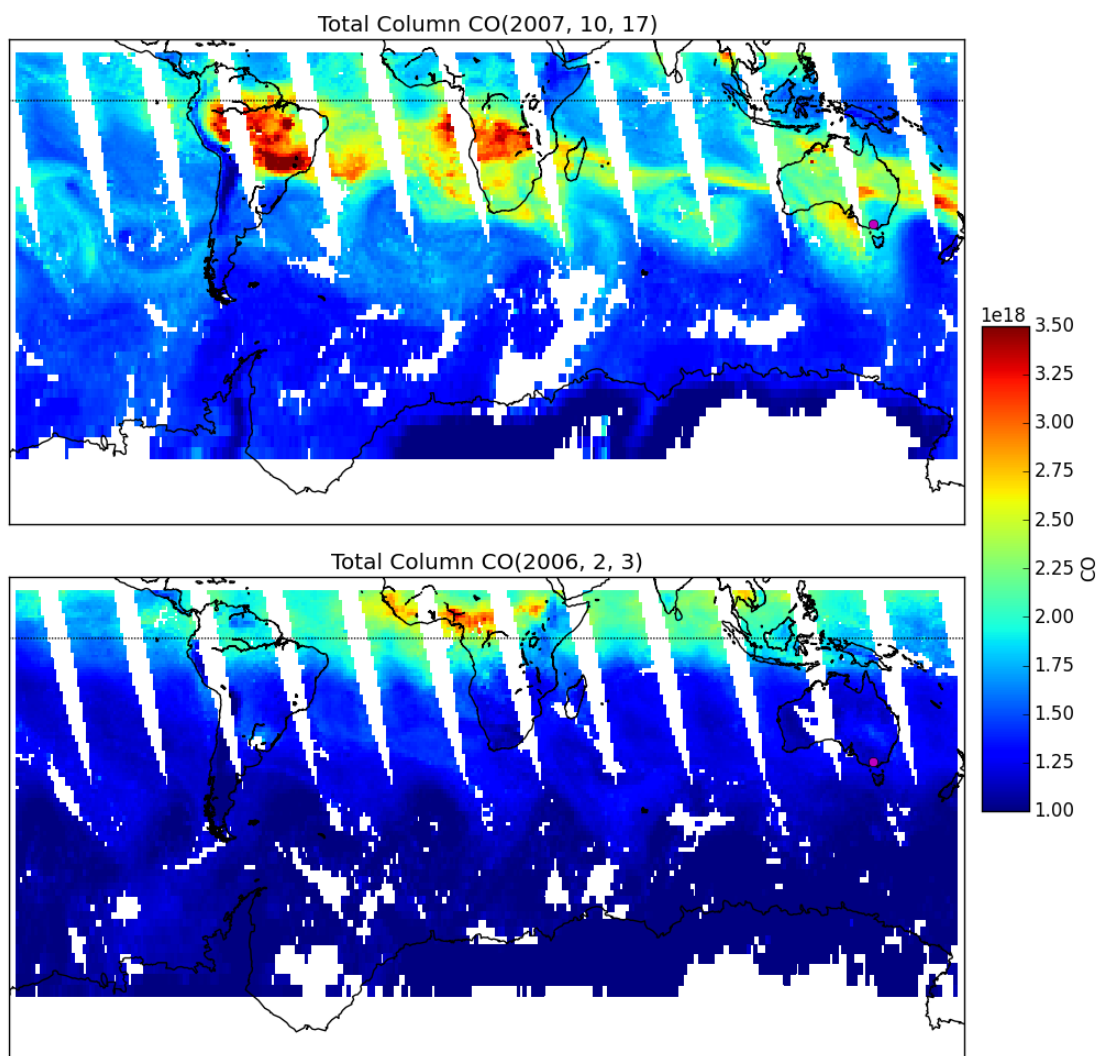 Total Column CO(2007, 10, 17)
1e18
3.50
3.25
3.00
2.75
2.50
2.25
2.00
1.75
1.50
1.25
1.00
CO
Total Column CO(2006, 2, 3)